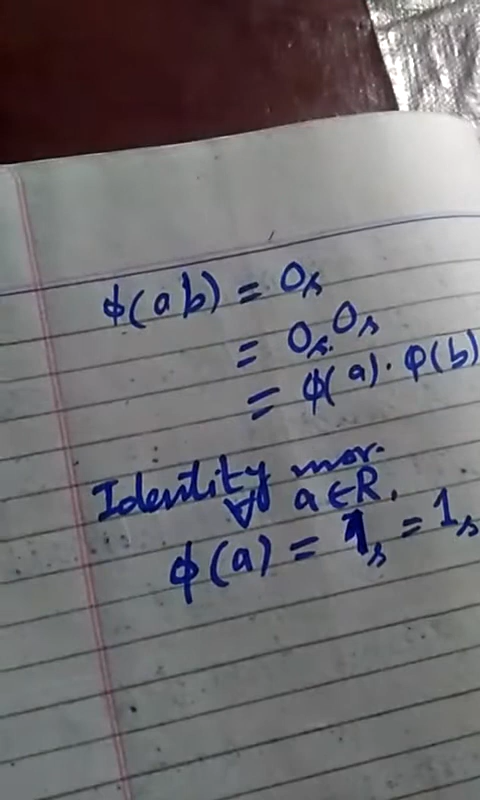 ϕ(ab) = 0ₛ
= 0ₛ.0ₛ
= ϕ(a).ϕ(b)
Identity mor.
∀ a∈R.
ϕ(a) = 1ₛ = 1ₛ